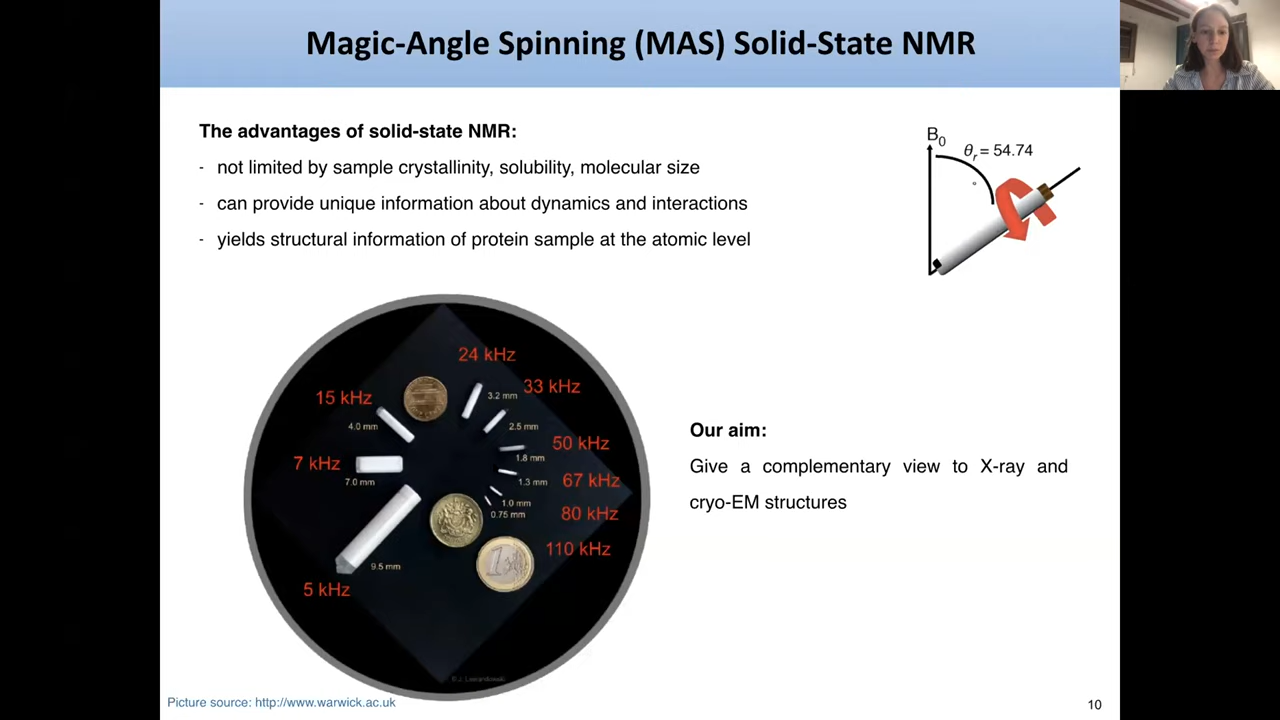 Magic-Angle Spinning (MAS) Solid-State NMR
The advantages of solid-state NMR:
- not limited by sample crystallinity, solubility, molecular size
- can provide unique information about dynamics and interactions
- yields structural information of protein sample at the atomic level
B0
θr = 54.74
°
24 kHz
33 kHz
15 kHz
3.2 mm
4.0 mm
2.5 mm
50 kHz
1.8 mm
7 kHz
7.0 mm
1.3 mm
67 kHz
1.0 mm
0.75 mm
80 kHz
110 kHz
9.5 mm
5 kHz
Our aim:
Give a complementary view to X-ray and
cryo-EM structures
Picture source: http://www.warwick.ac.uk
10